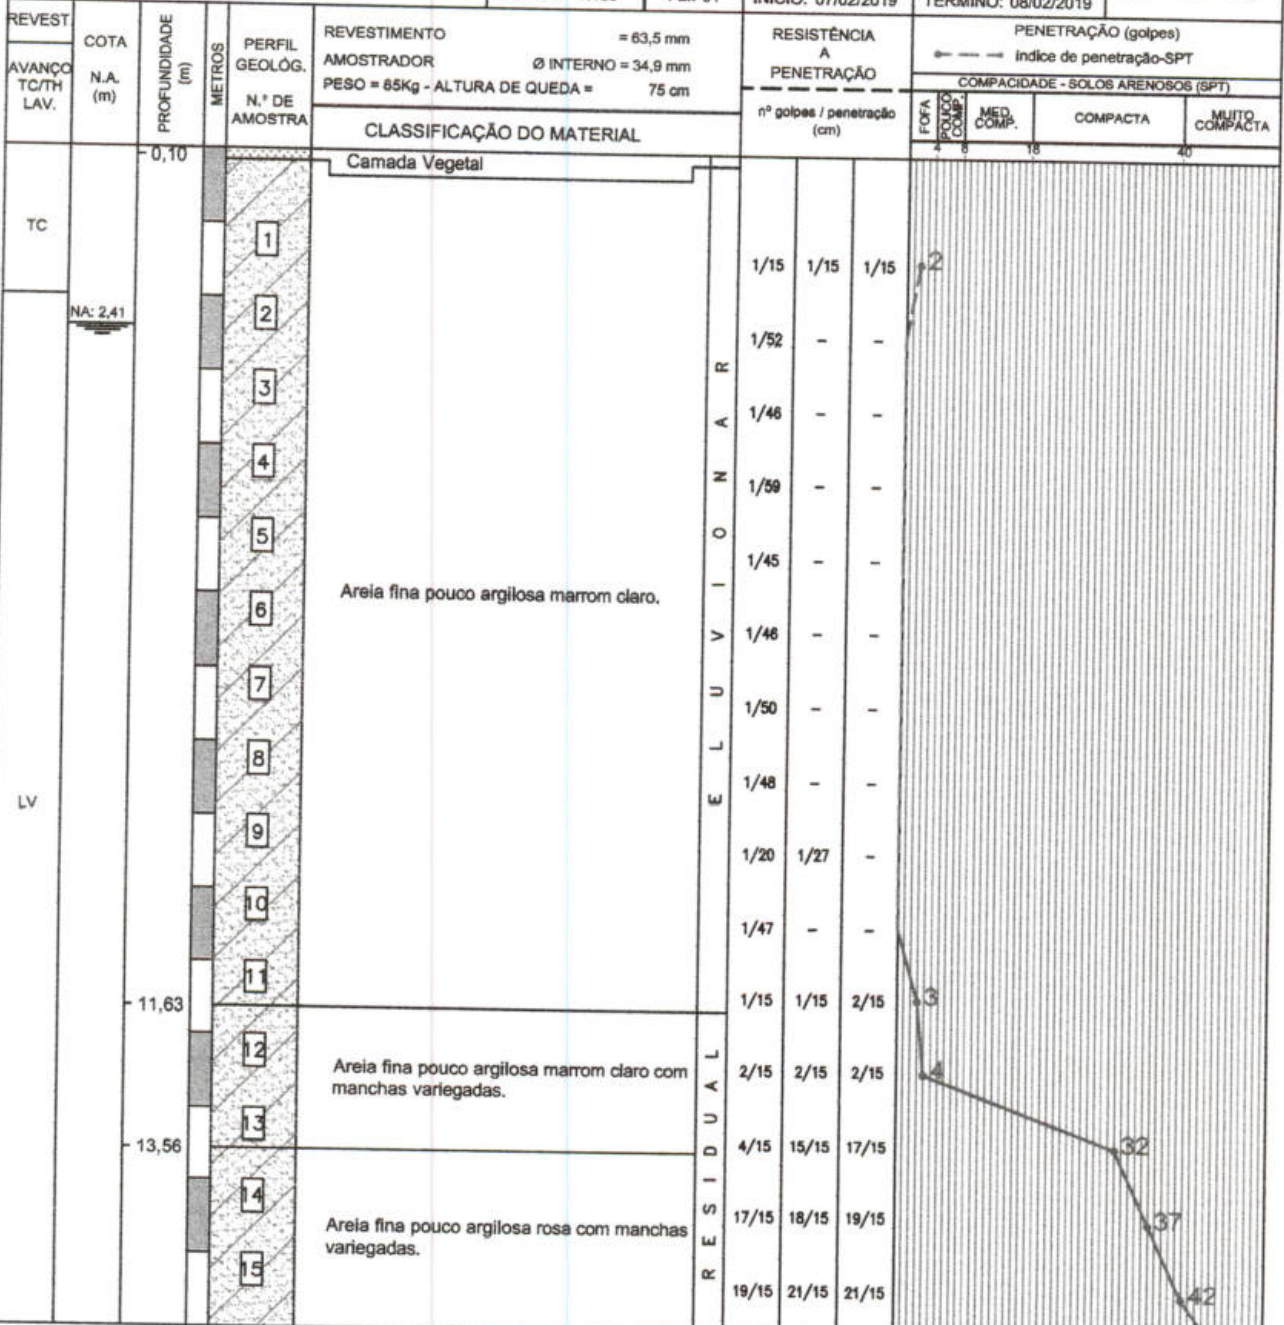 INÍCIO: 07/02/2019
TÉRMINO: 08/02/2019
REVEST.
AVANÇO
TC/TH
LAV.
COTA
N.A.
(m)
PROFUNDIDADE
(m)
METROS
PERFIL
GEOLÓG.
N.° DE
AMOSTRA
REVESTIMENTO = 63,5 mm
AMOSTRADOR Ø INTERNO = 34,9 mm
PESO = 65Kg - ALTURA DE QUEDA = 75 cm
CLASSIFICAÇÃO DO MATERIAL
RESISTÊNCIA
A
PENETRAÇÃO
nº golpes / penetração
(cm)
PENETRAÇÃO (golpes)
índice de penetração-SPT
COMPACIDADE - SOLOS ARENOSOS (SPT)
FOFA
POUCO
COMP.
MED.
COMP.
COMPACTA
MUITO
COMPACTA
4 8 18 40
0,10
Camada Vegetal
TC
1
1/15 1/15 1/15 2
NA: 2,41
2
1/52 - -
3
1/46 - -
4
1/59 - -
5
1/45 - -
Areia fina pouco argilosa marrom claro.
6
1/46 - -
7
1/50 - -
8
1/48 - -
LV
9
1/20 1/27 -
10
1/47 - -
11
ELUVIONAR
11,63
1/15 1/15 2/15 3
12
Areia fina pouco argilosa marrom claro com
manchas variegadas.
2/15 2/15 2/15 4
13
13,56
4/15 15/15 17/15 32
14
Areia fina pouco argilosa rosa com manchas
variegadas.
17/15 18/15 19/15 37
15
RESIDUAL
19/15 21/15 21/15 42